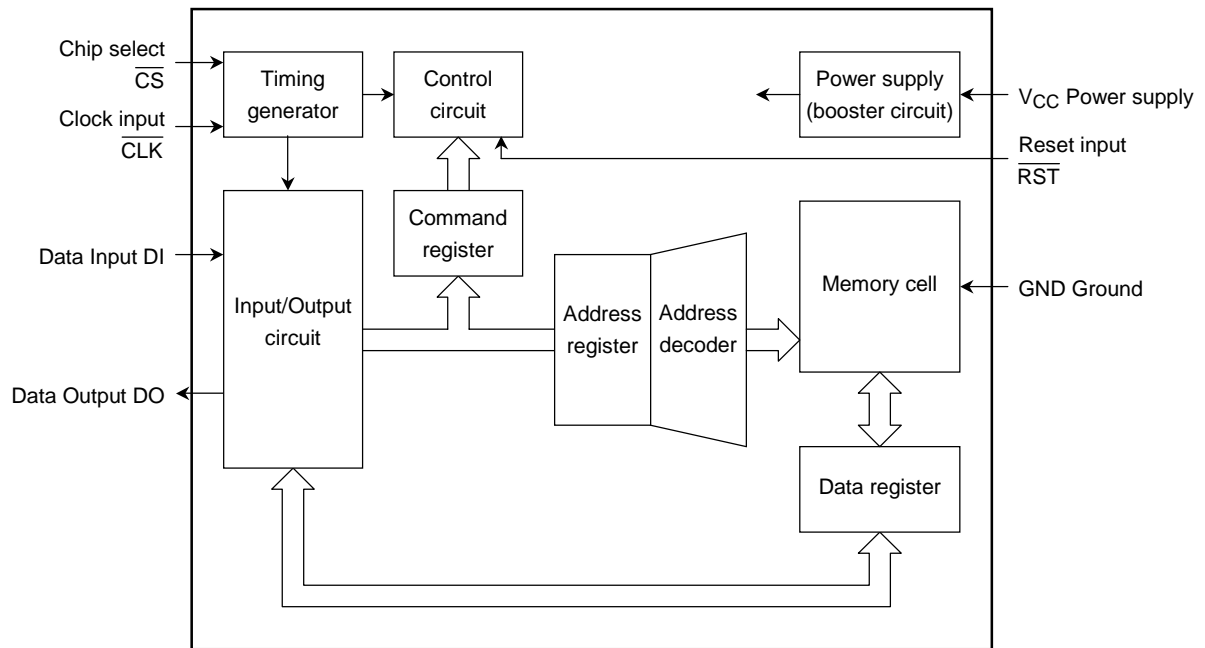 Chip select
CS
Clock input
CLK
Data Input DI
Data Output DO
Timing
generator
Control
circuit
Power supply
(booster circuit)
VCC Power supply
Reset input
RST
Command
register
Input/Output
circuit
Address
register
Address
decoder
Memory cell
GND Ground
Data register